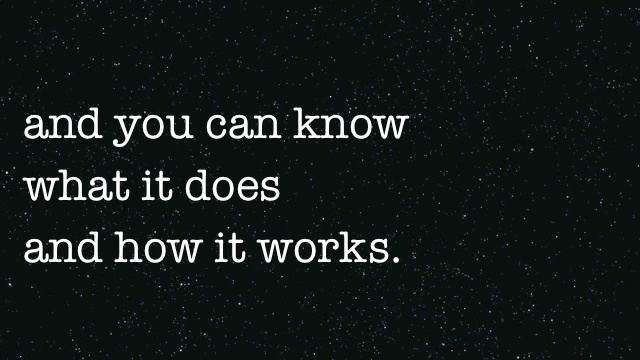 and you can know
what it does
and how it works.